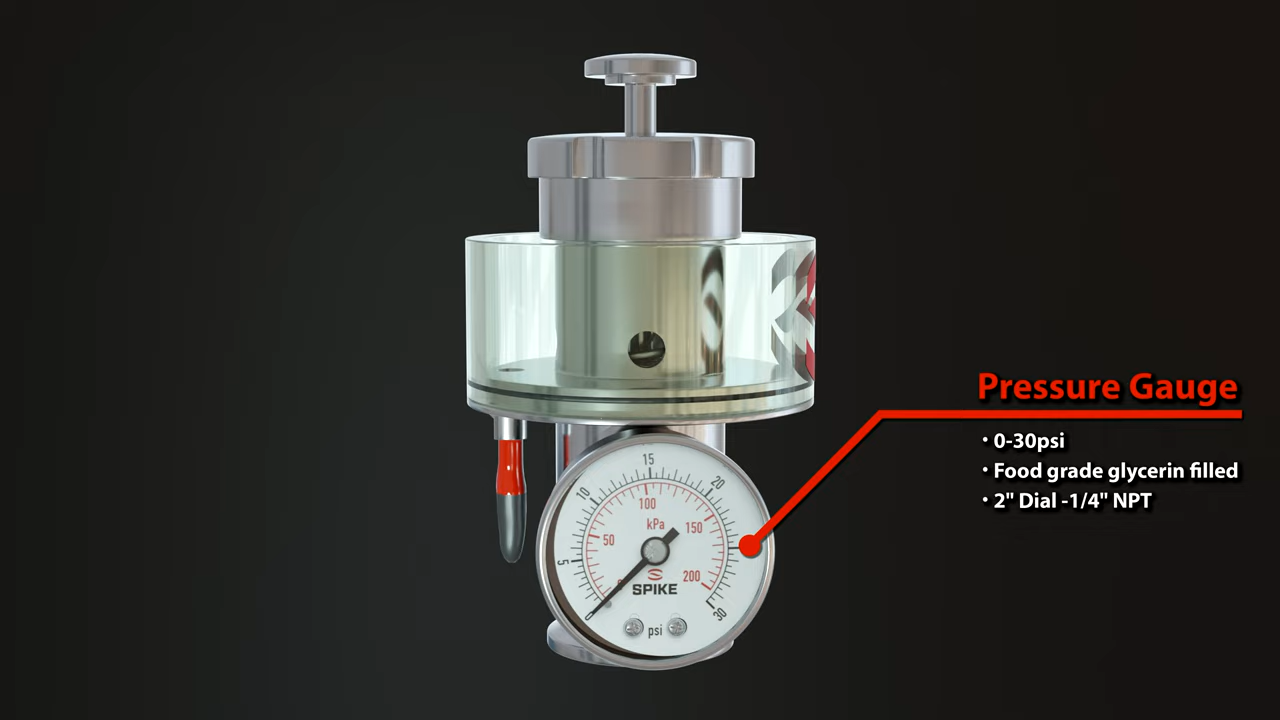 Pressure Gauge
· 0-30psi
· Food grade glycerin filled
· 2" Dial -1/4" NPT
15
10
20
100
kPa
150
50
5
200
SPIKE
0
30
psi